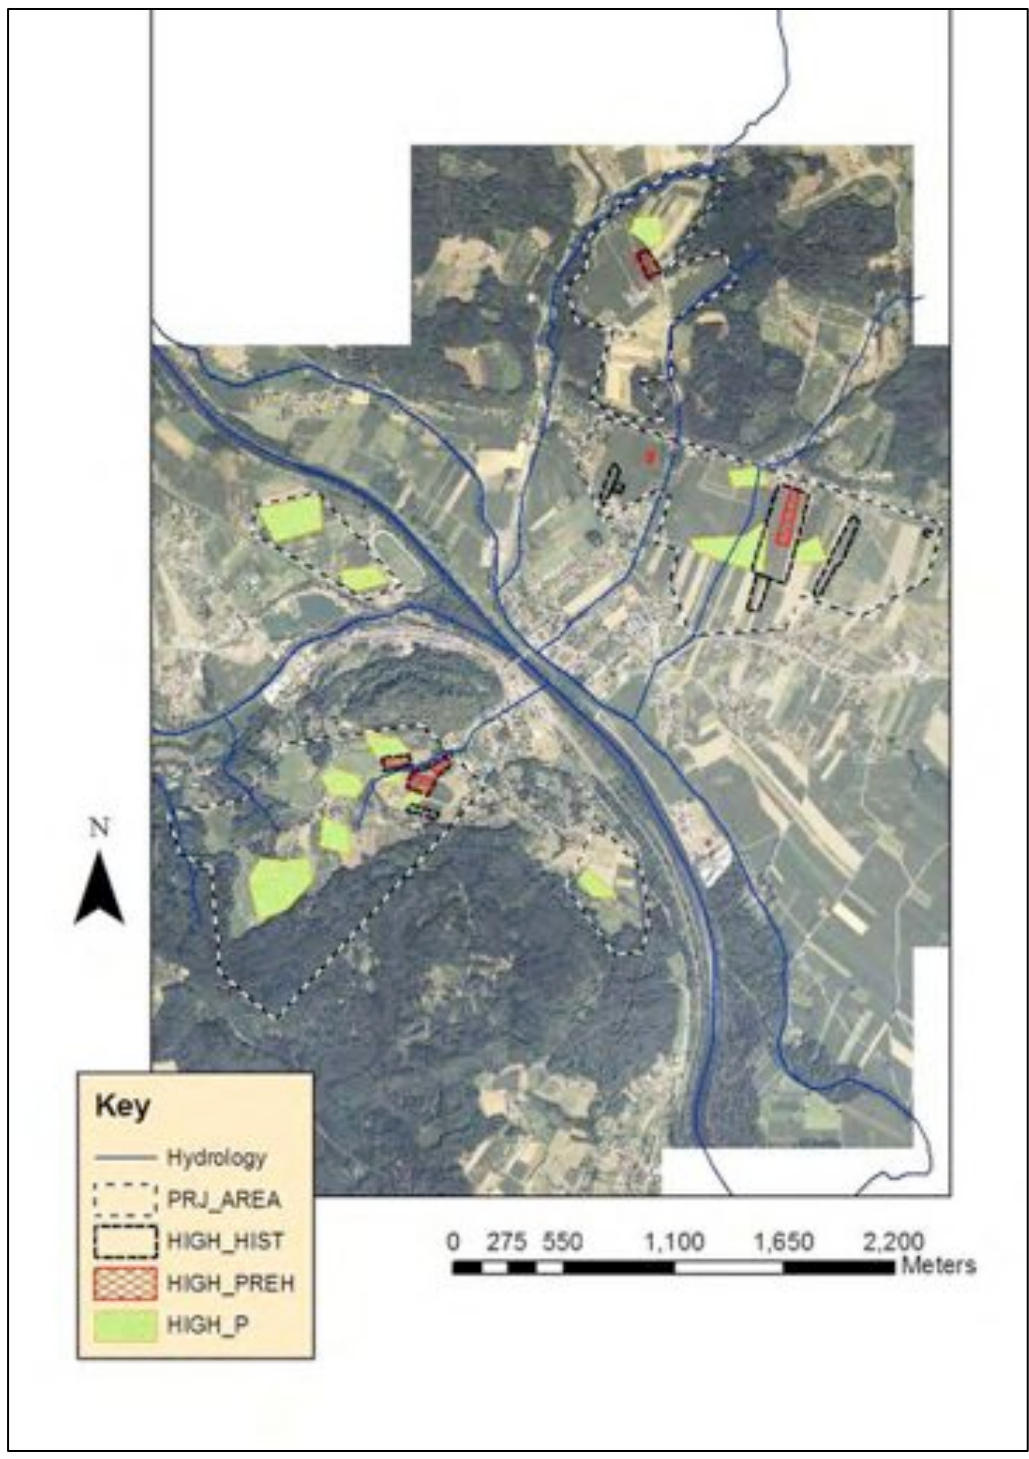 N
Key
Hydrology
PRJ_AREA
HIGH_HIST
HIGH_PREH
HIGH_P
0 275 550 1,100 1,650 2,200
Meters